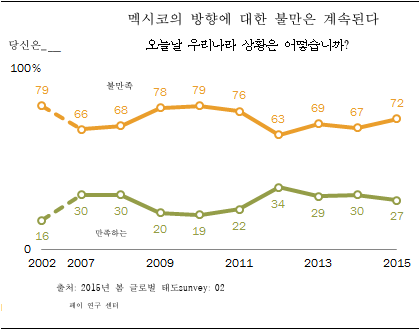 멕시코의 방향에 대한 불만은 계속된다
당신은___ 오늘날 우리나라 상황은 어떻습니까?
100%
불만족
79 66 68 78 79 76 63 69 67 72
16 30 30 20 19 22 34 29 30 27
만족하는
0
2002 2007 2009 2011 2013 2015
출처: 2015년 봄 글로벌 태도sunvey: 02
페이 연구 센터